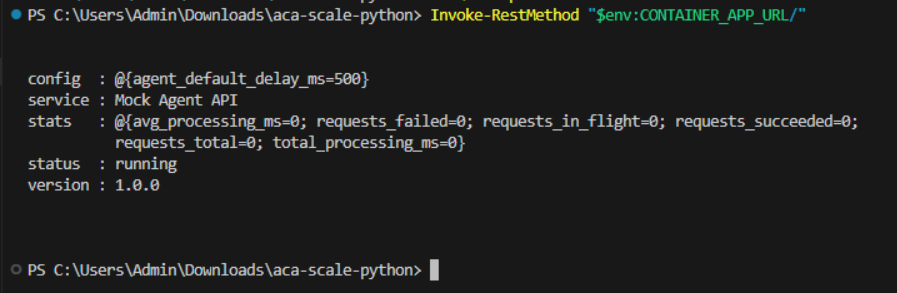 PS C:\Users\Admin\Downloads\aca-scale-python> Invoke-RestMethod "$env:CONTAINER_APP_URL/"
config  : @{agent_default_delay_ms=500}
service : Mock Agent API
stats   : @{avg_processing_ms=0; requests_failed=0; requests_in_flight=0; requests_succeeded=0;
          requests_total=0; total_processing_ms=0}
status  : running
version : 1.0.0
PS C:\Users\Admin\Downloads\aca-scale-python>